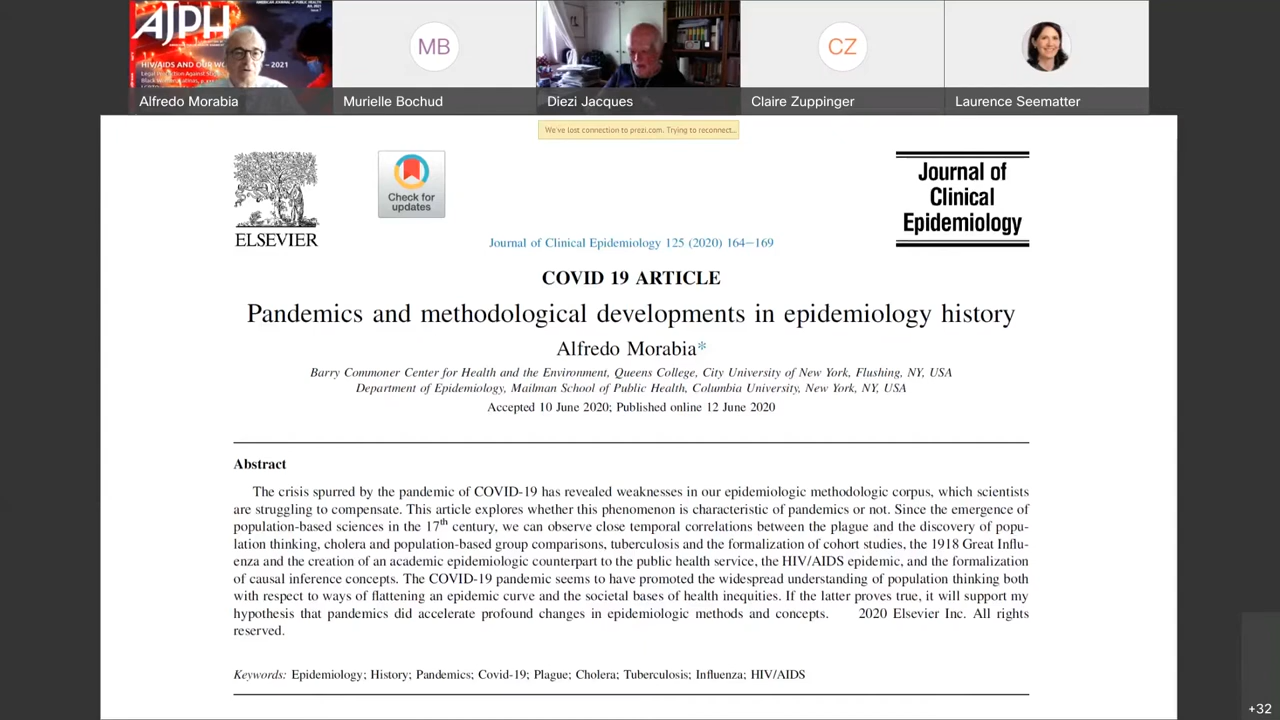 AMERICAN JOURNAL OF PUBLIC HEALTH
AJPH
HIV/AIDS AND OUR WO
– 2021
Alfredo Morabia
MB
Murielle Bochud
Diezi Jacques
CZ
Claire Zuppinger
Laurence Seematter
We've lost connection to prezi.com. Trying to reconnect...
ELSEVIER
Check for
updates
Journal of
Clinical
Epidemiology
Journal of Clinical Epidemiology 125 (2020) 164–169
COVID 19 ARTICLE
Pandemics and methodological developments in epidemiology history
Alfredo Morabia*
Barry Commoner Center for Health and the Environment, Queens College, City University of New York, Flushing, NY, USA
Department of Epidemiology, Mailman School of Public Health, Columbia University, New York, NY, USA
Accepted 10 June 2020; Published online 12 June 2020
Abstract
The crisis spurred by the pandemic of COVID-19 has revealed weaknesses in our epidemiologic methodologic corpus, which scientists
are struggling to compensate. This article explores whether this phenomenon is characteristic of pandemics or not. Since the emergence of
population-based sciences in the 17th century, we can observe close temporal correlations between the plague and the discovery of popu-
lation thinking, cholera and population-based group comparisons, tuberculosis and the formalization of cohort studies, the 1918 Great Influ-
enza and the creation of an academic epidemiologic counterpart to the public health service, the HIV/AIDS epidemic, and the formalization
of causal inference concepts. The COVID-19 pandemic seems to have promoted the widespread understanding of population thinking both
with respect to ways of flattening an epidemic curve and the societal bases of health inequities. If the latter proves true, it will support my
hypothesis that pandemics did accelerate profound changes in epidemiologic methods and concepts. 2020 Elsevier Inc. All rights
reserved.
Keywords: Epidemiology; History; Pandemics; Covid-19; Plague; Cholera; Tuberculosis; Influenza; HIV/AIDS
+32